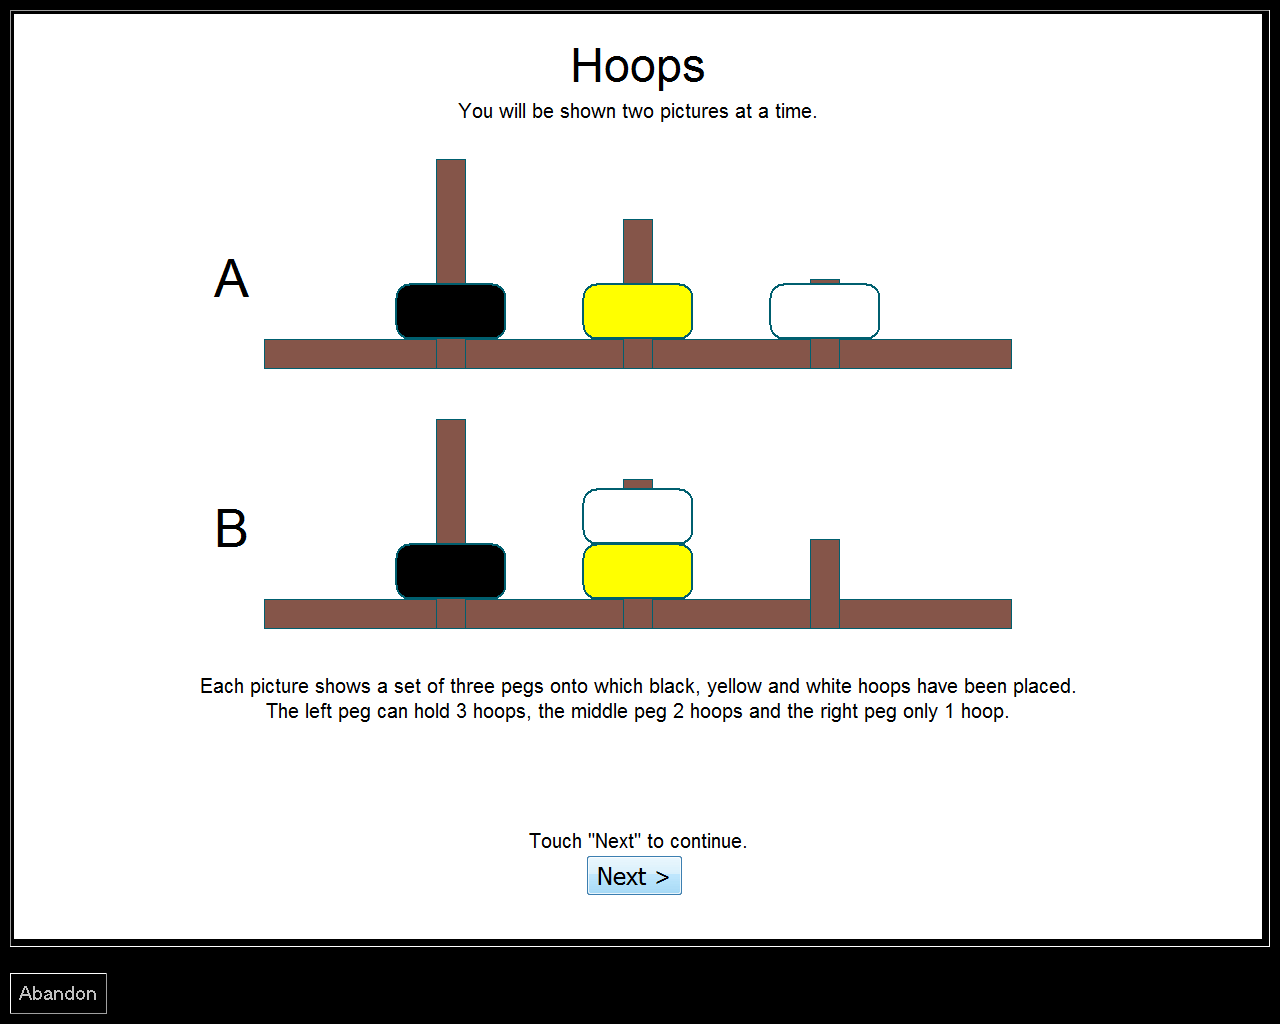 Hoops
You will be shown two pictures at a time.
A
B
Each picture shows a set of three pegs onto which black, yellow and white hoops have been placed.
The left peg can hold 3 hoops, the middle peg 2 hoops and the right peg only 1 hoop.
Touch "Next" to continue.
Next >
Abandon